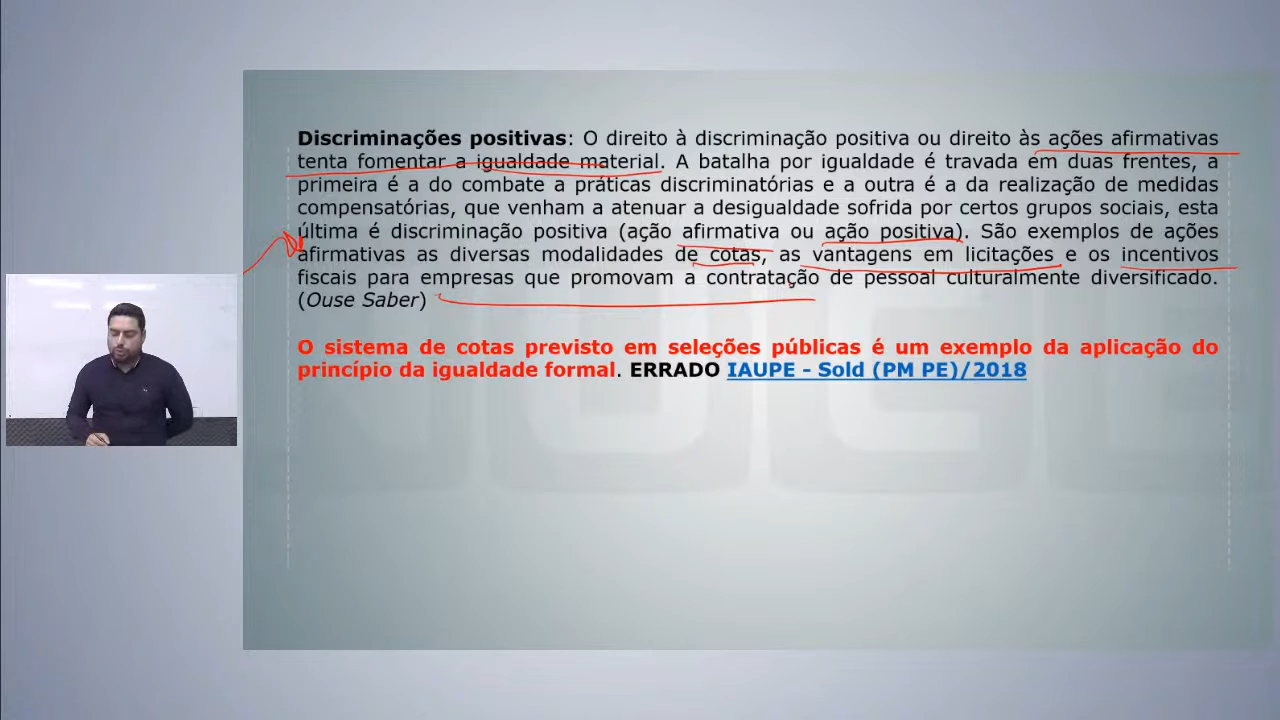 Discriminações positivas: O direito à discriminação positiva ou direito às ações afirmativas
tenta fomentar a igualdade material. A batalha por igualdade é travada em duas frentes, a
primeira é a do combate a práticas discriminatórias e a outra é a da realização de medidas
compensatórias, que venham a atenuar a desigualdade sofrida por certos grupos sociais, esta
última é discriminação positiva (ação afirmativa ou ação positiva). São exemplos de ações
afirmativas as diversas modalidades de cotas, as vantagens em licitações e os incentivos
fiscais para empresas que promovam a contratação de pessoal culturalmente diversificado.
(Ouse Saber)
O sistema de cotas previsto em seleções públicas é um exemplo da aplicação do
princípio da igualdade formal. ERRADO IAUPE - Sold (PM PE)/2018